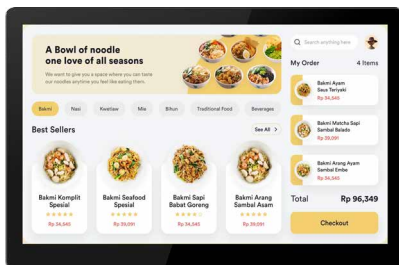 A Bowl of noodle
one love of all seasons
We want to give you a space where you can taste
our noodles anytime you feel like eating them.
Bakmi
Nasi
Kwetiaw
Mie
Bihun
Traditional Food
Beverages
Best Sellers
See All >
Bakmi Komplit
Spesial
Rp 34,545
Bakmi Seafood
Spesial
Rp 39,091
Bakmi Sapi
Babat Goreng
Rp 34,545
Bakmi Arang
Sambal Asam
Rp 39,091
Search anything here
My Order
4 Items
Bakmi Ayam
Saus Teriyaki
Rp 34,545
Bakmi Matcha Sapi
Sambal Balado
Rp 39,091
Bakmi Arang Ayam
Sambal Embe
Rp 34,545
Total
Rp 96,349
Checkout